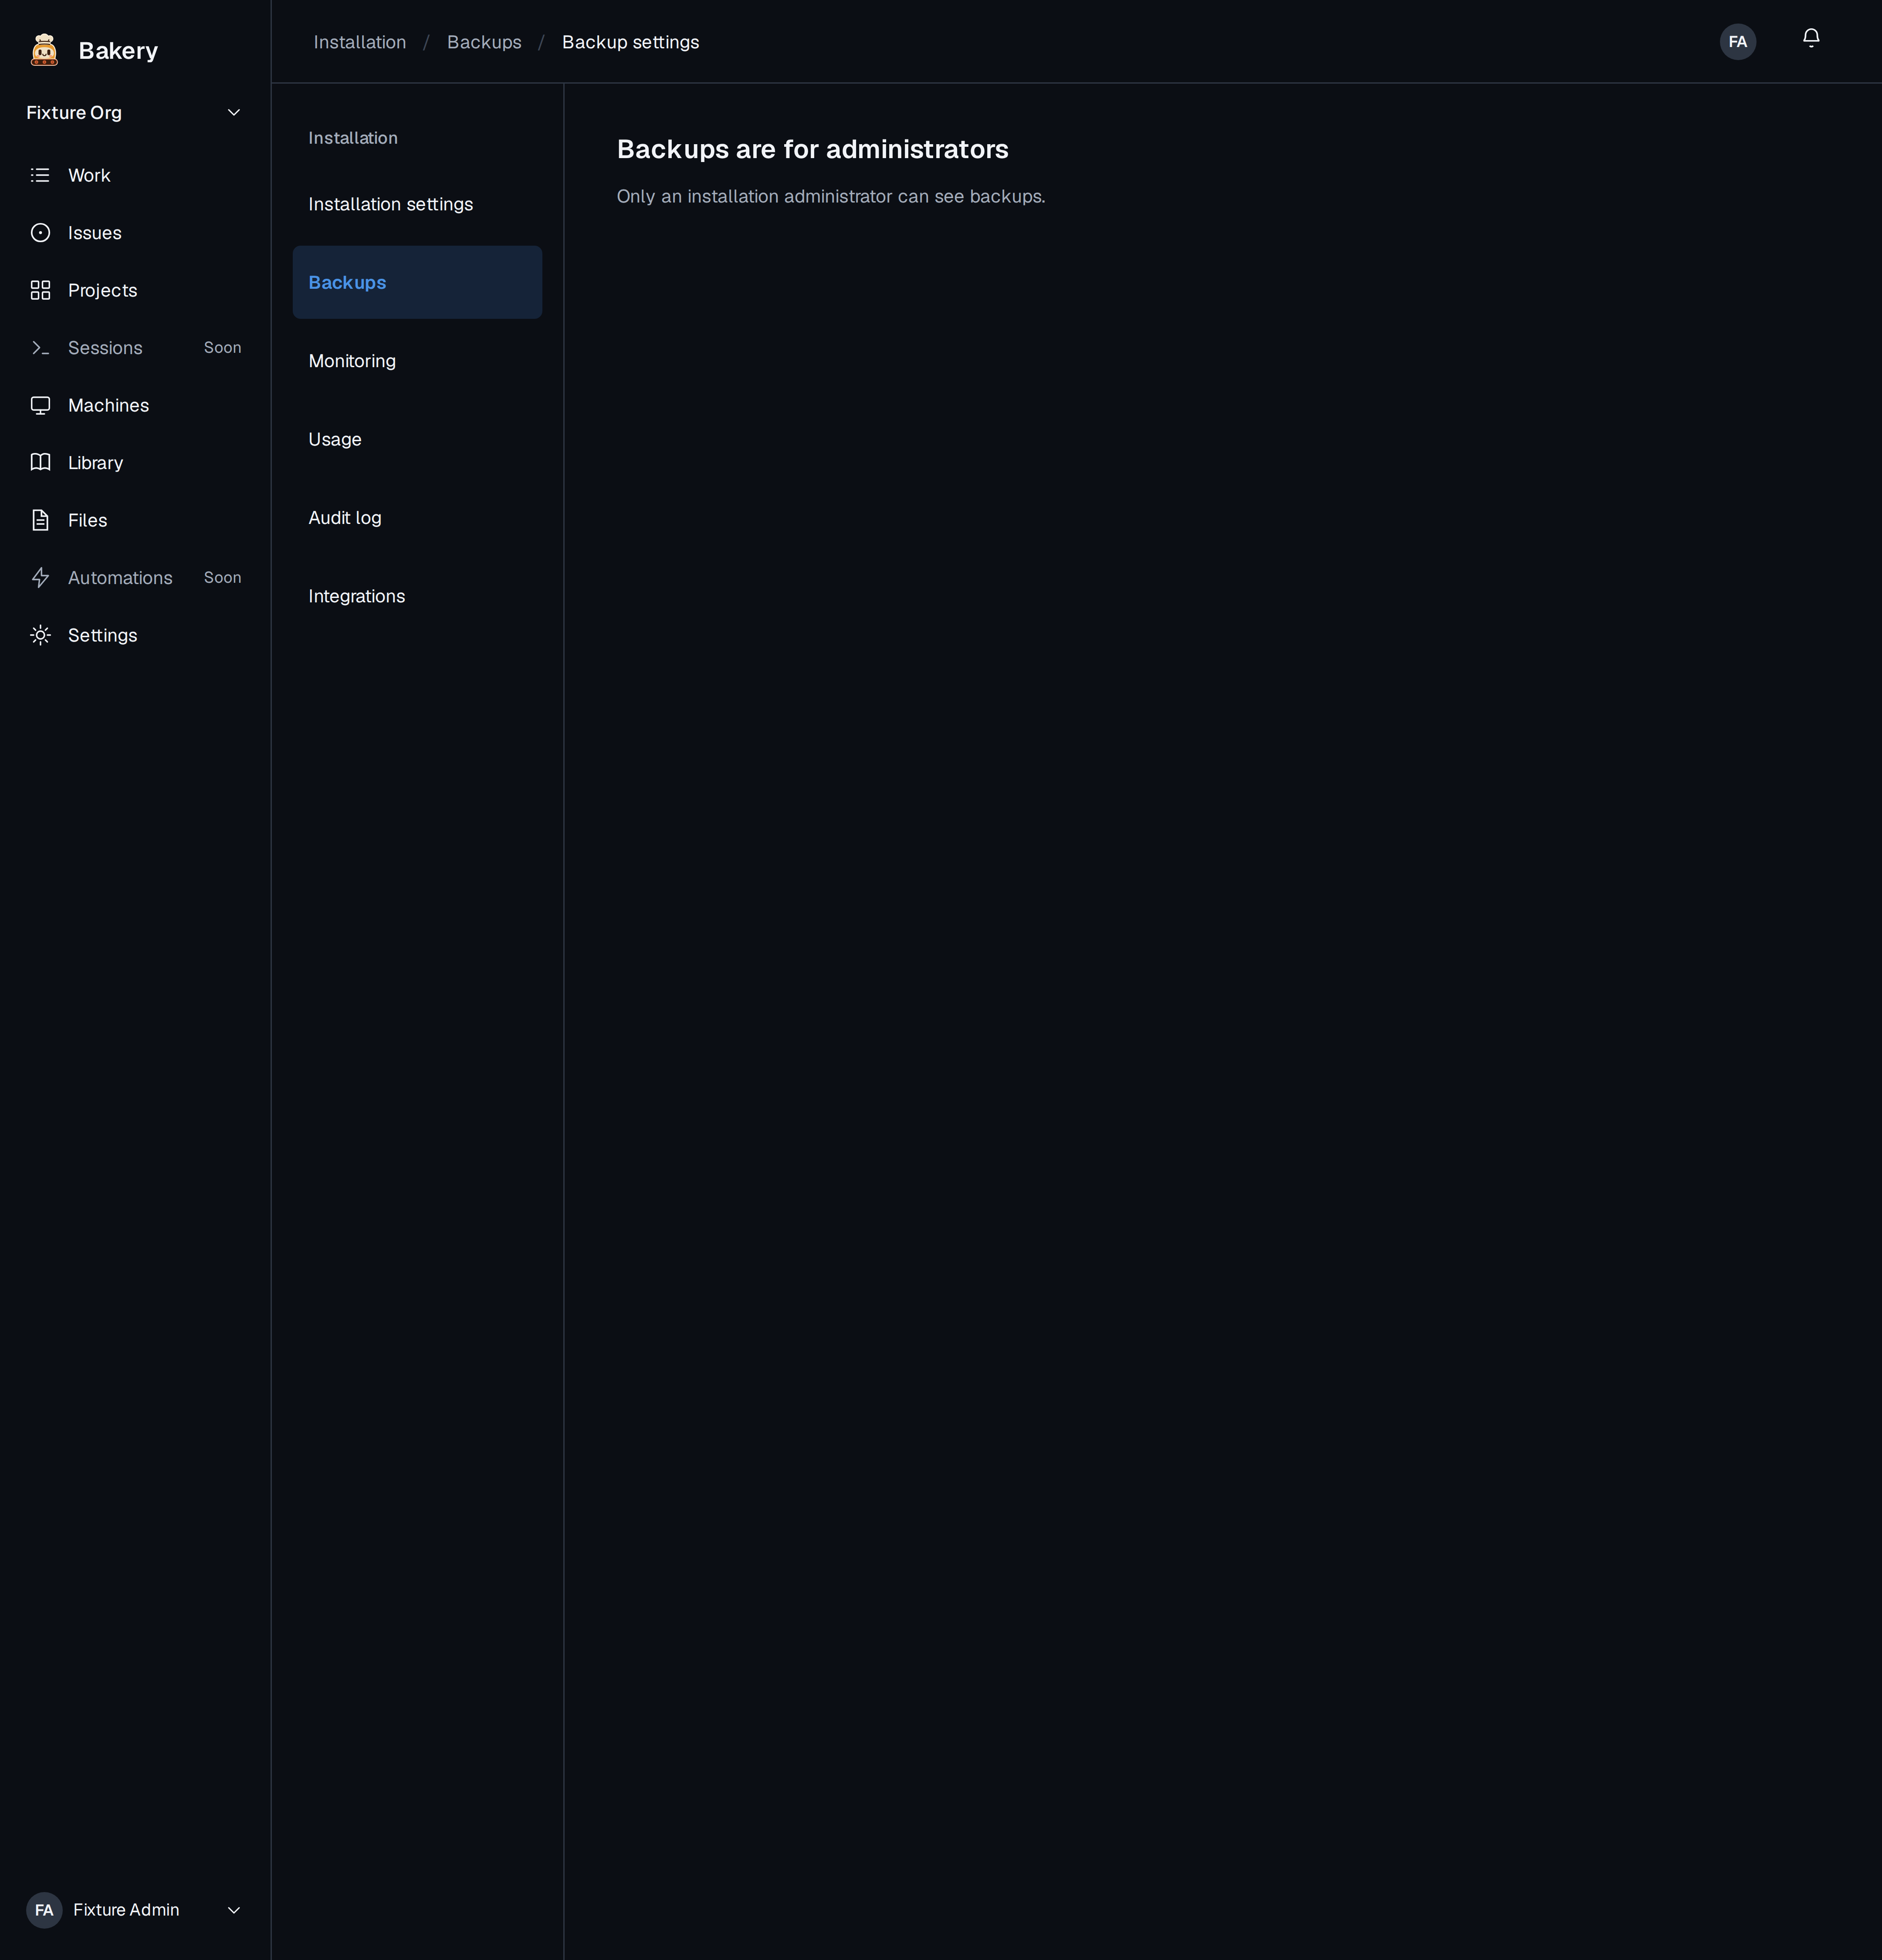 Bakery
Fixture Org
Work
Issues
Projects
Sessions Soon
Machines
Library
Files
Automations Soon
Settings
FA Fixture Admin
Installation / Backups / Backup settings
FA
Installation
Installation settings
Backups
Monitoring
Usage
Audit log
Integrations
Backups are for administrators
Only an installation administrator can see backups.